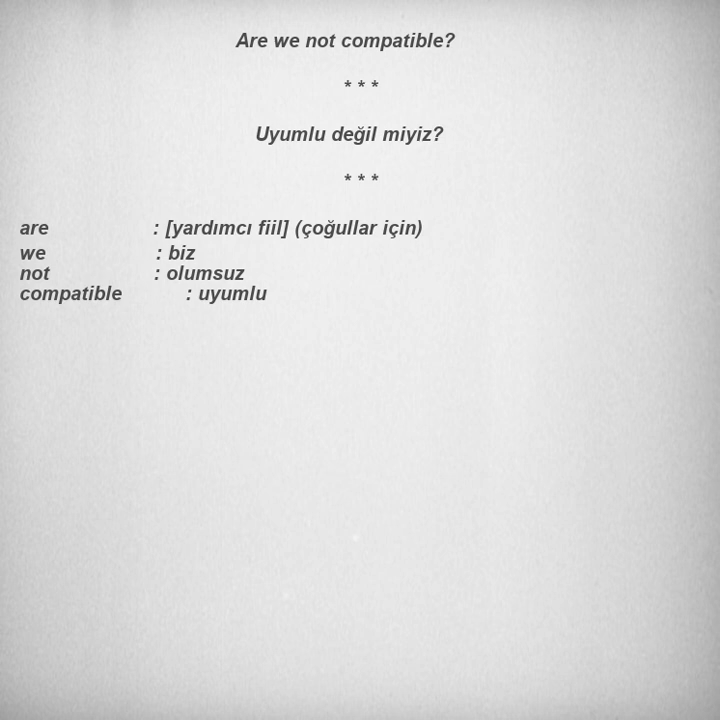 Are we not compatible?
* * *
Uyumlu değil miyiz?
* * *
are : [yardımcı fiil] (çoğullar için)
we : biz
not : olumsuz
compatible : uyumlu